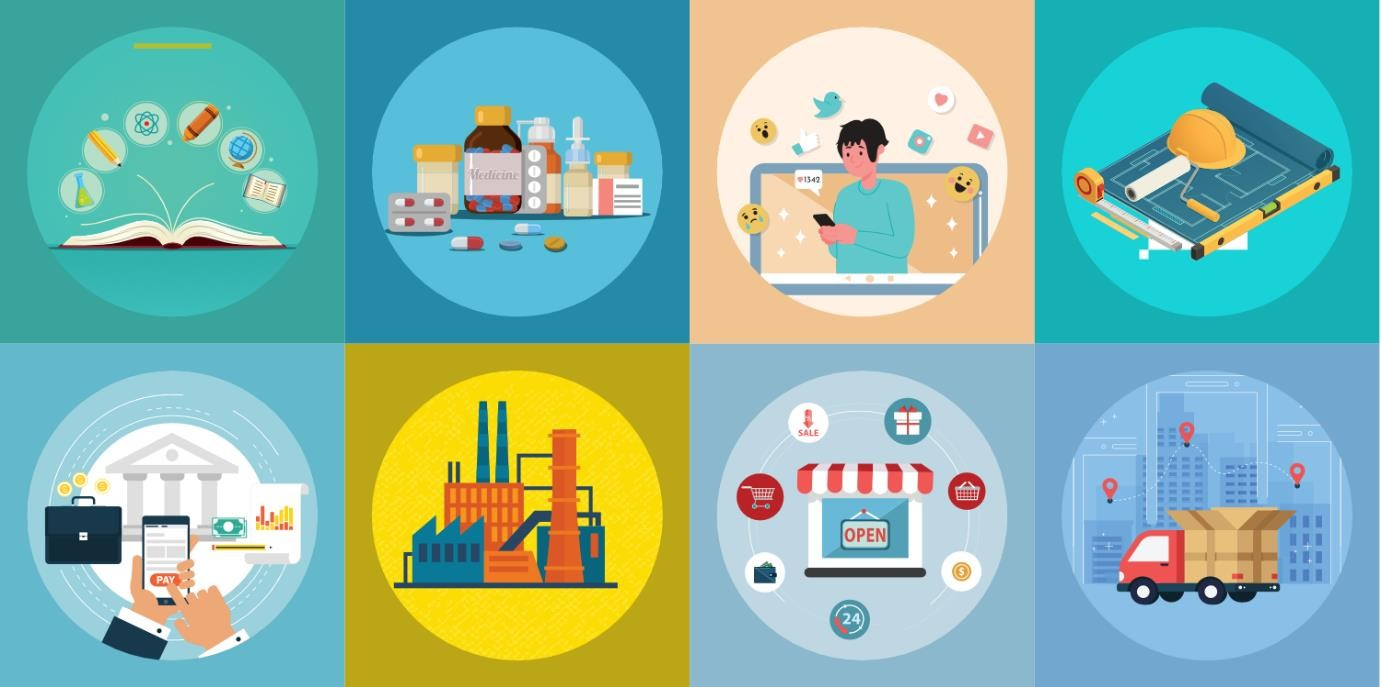 Medicine
1342
PAY
SALE
OPEN
$
24